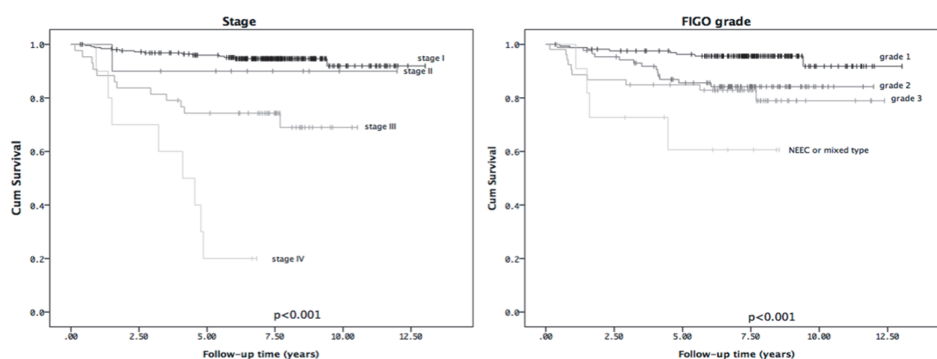 Stage
Cum Survival
1.0
0.8
0.6
0.4
0.2
0.0
stage I
stage II
stage III
stage IV
p<0.001
.00 2.50 5.00 7.50 10.00 12.50
Follow-up time (years)
FIGO grade
Cum Survival
1.0
0.8
0.6
0.4
0.2
0.0
grade 1
grade 2
grade 3
NEEC or mixed type
p<0.001
.00 2.50 5.00 7.50 10.00 12.50
Follow-up time (years)